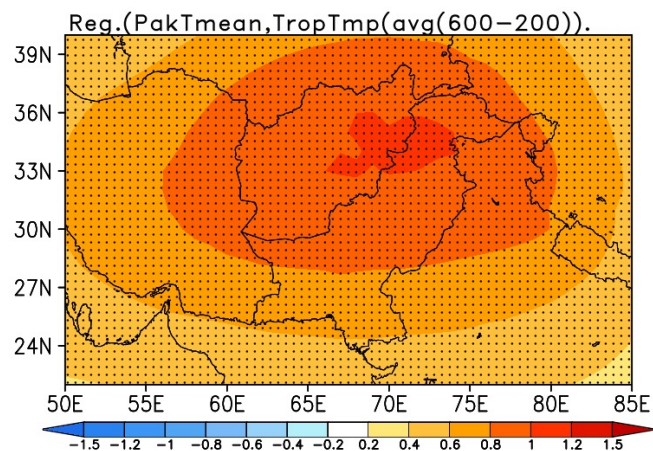 Reg.(PakTmean,TropTmp(avg(600-200)).
39N
36N
33N
30N
27N
24N
50E 55E 60E 65E 70E 75E 80E 85E
-1.5 -1.2 -1 -0.8 -0.6 -0.4 -0.2 0.2 0.4 0.6 0.8 1 1.2 1.5